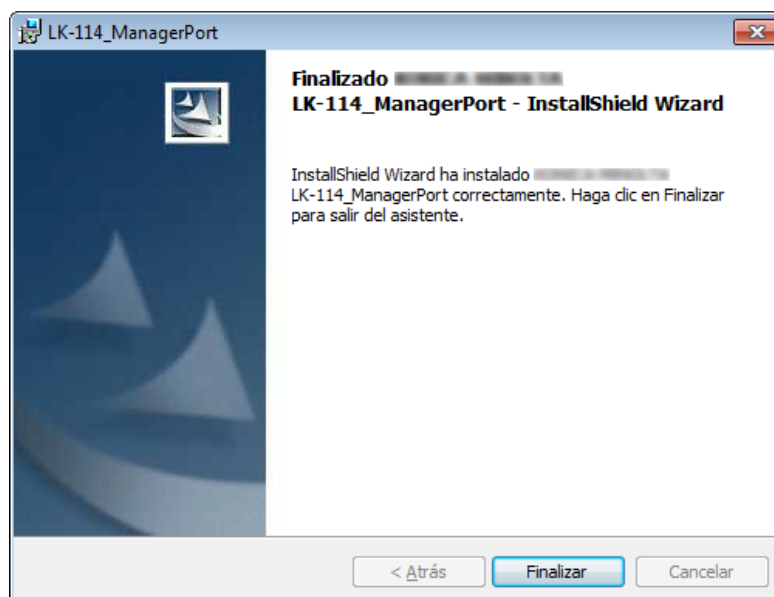 LK-114_ManagerPort
Finalizado
LK-114_ManagerPort - InstallShield Wizard
InstallShield Wizard ha instalado
LK-114_ManagerPort correctamente. Haga clic en Finalizar
para salir del asistente.
< Atrás
Finalizar
Cancelar